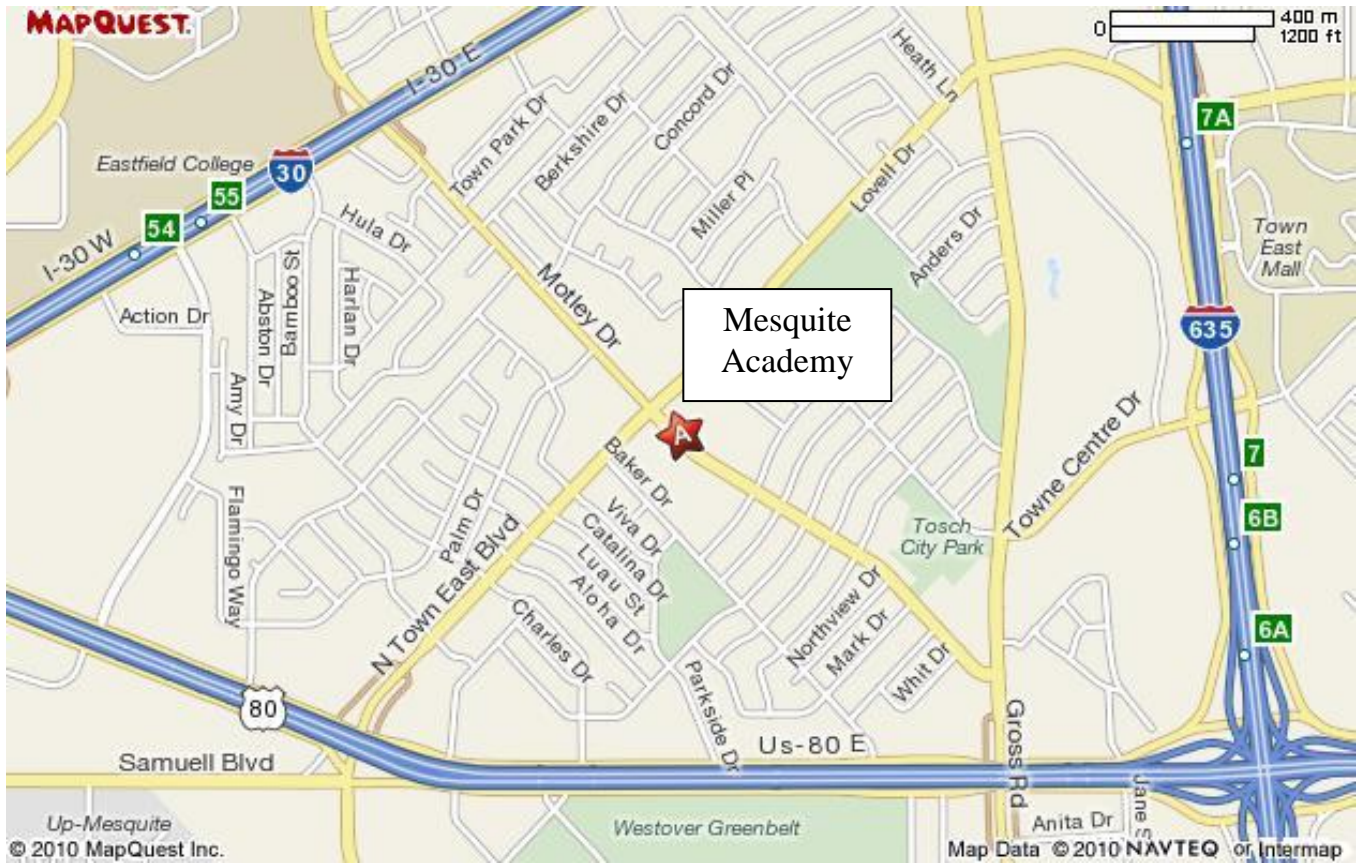 MAPQUEST.
0
400 m
1200 ft
I-30 E
Heath Ln
Concord Dr
Berkshire Dr
Town Park Dr
7A
Eastfield College
30
55
54
I-30 W
Hula Dr
Miller Pl
Lovell Dr
Anders Dr
Town
East
Mall
Action Dr
Abston Dr
Bamboo St
Harlan Dr
Motley Dr
Mesquite
Academy
635
Amy Dr
A
Baker Dr
Towne Centre Dr
7
6B
Flamingo Way
Palm Dr
N Town East Blvd
Viva Dr
Catalina Dr
Luau St
Aloha Dr
Tosch
City Park
Charles Dr
Northview Dr
Mark Dr
Whit Dr
6A
Parkside Dr
80
Us-80 E
Gross Rd
Samuell Blvd
Jane S
Anita Dr
Up-Mesquite
Westover Greenbelt
© 2010 MapQuest Inc.
Map Data © 2010 NAVTEQ or Intermap